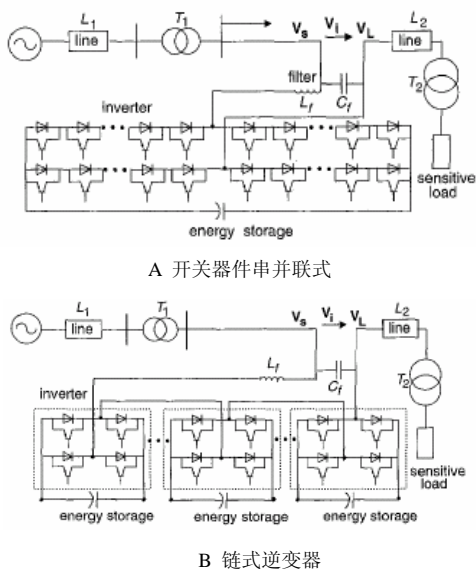 L₁
line
T₁
Vs
Vi
VL
L₂
line
T₂
filter
Lf
Cf
inverter
sensitive
load
energy storage
A 开关器件串并联式
L₁
line
T₁
Vs
Vi
VL
L₂
line
T₂
Lf
Cf
inverter
sensitive
load
energy storage
energy storage
energy storage
B 链式逆变器